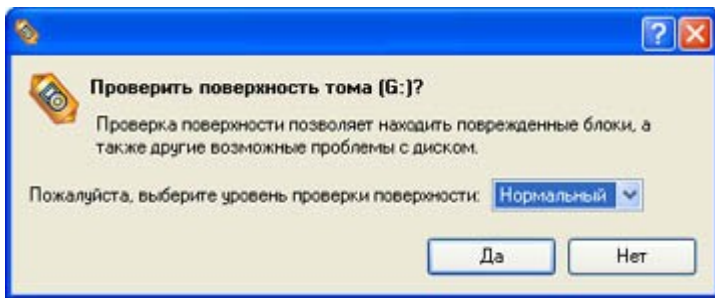 Проверить поверхность тома (G:)?
Проверка поверхности позволяет находить поврежденные блоки, а
также другие возможные проблемы с диском.
Пожалуйста, выберите уровень проверки поверхности: Нормальный
Да Нет